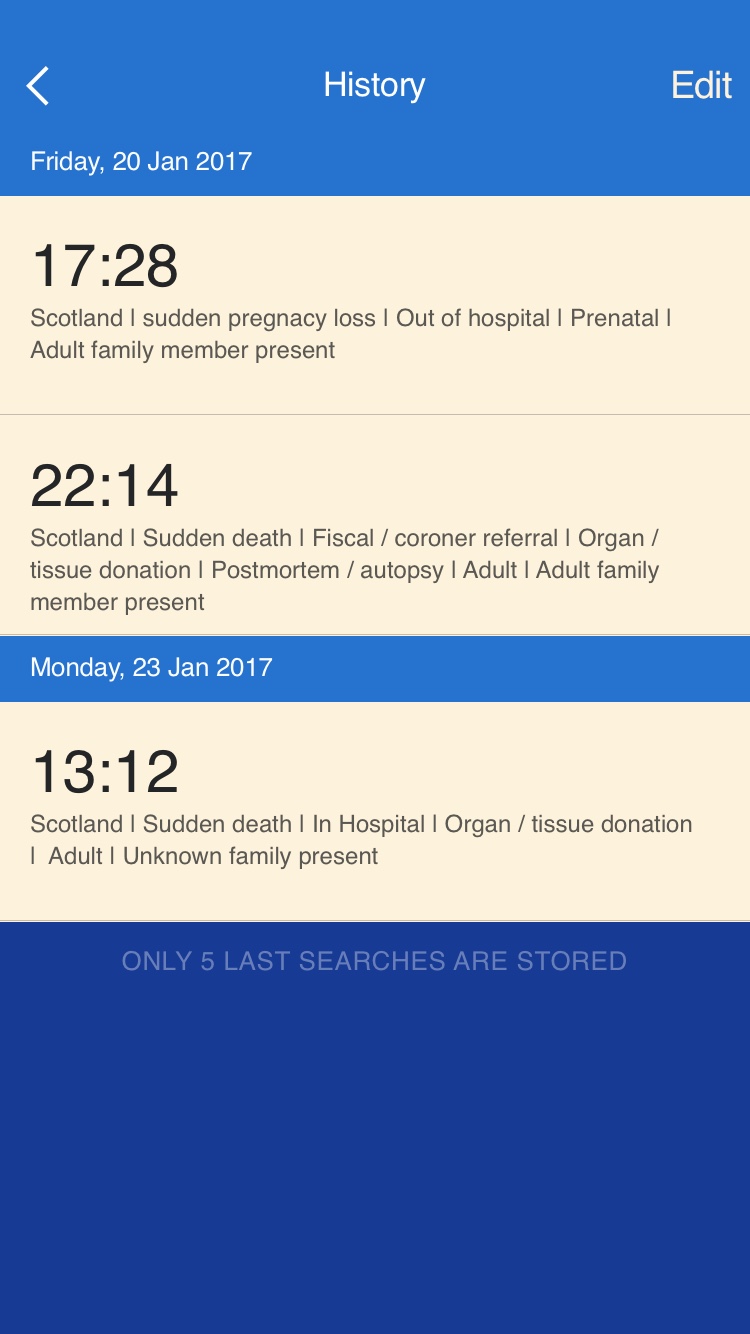 History
Edit
Friday, 20 Jan 2017
17:28
Scotland | sudden pregnacy loss | Out of hospital | Prenatal |
Adult family member present
22:14
Scotland | Sudden death | Fiscal / coroner referral | Organ /
tissue donation | Postmortem / autopsy | Adult | Adult family
member present
Monday, 23 Jan 2017
13:12
Scotland | Sudden death | In Hospital | Organ / tissue donation
| Adult | Unknown family present
ONLY 5 LAST SEARCHES ARE STORED